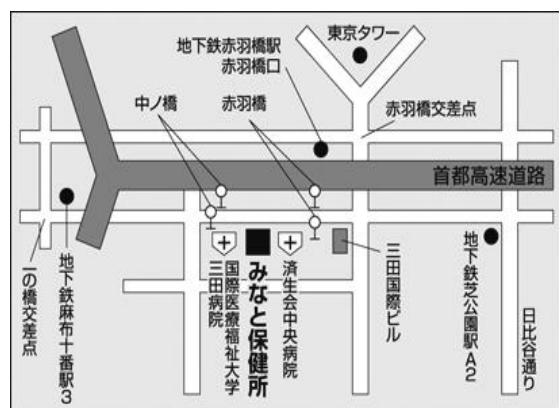 東京タワー
地下鉄赤羽橋駅
赤羽橋口
中ノ橋
赤羽橋
赤羽橋交差点
首都高速道路
一の橋交差点
地下鉄麻布十番駅3
国際医療福祉大学
三田病院
みなと保健所
済生会中央病院
三田国際ビル
地下鉄芝公園駅A2
日比谷通り